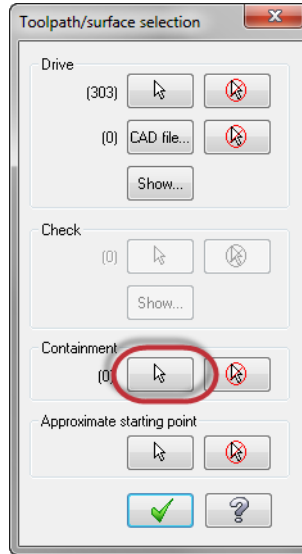 Toolpath/surface selection
Drive
(303)
(0) CAD file...
Show...
Check
(0)
Show...
Containment
(0)
Approximate starting point